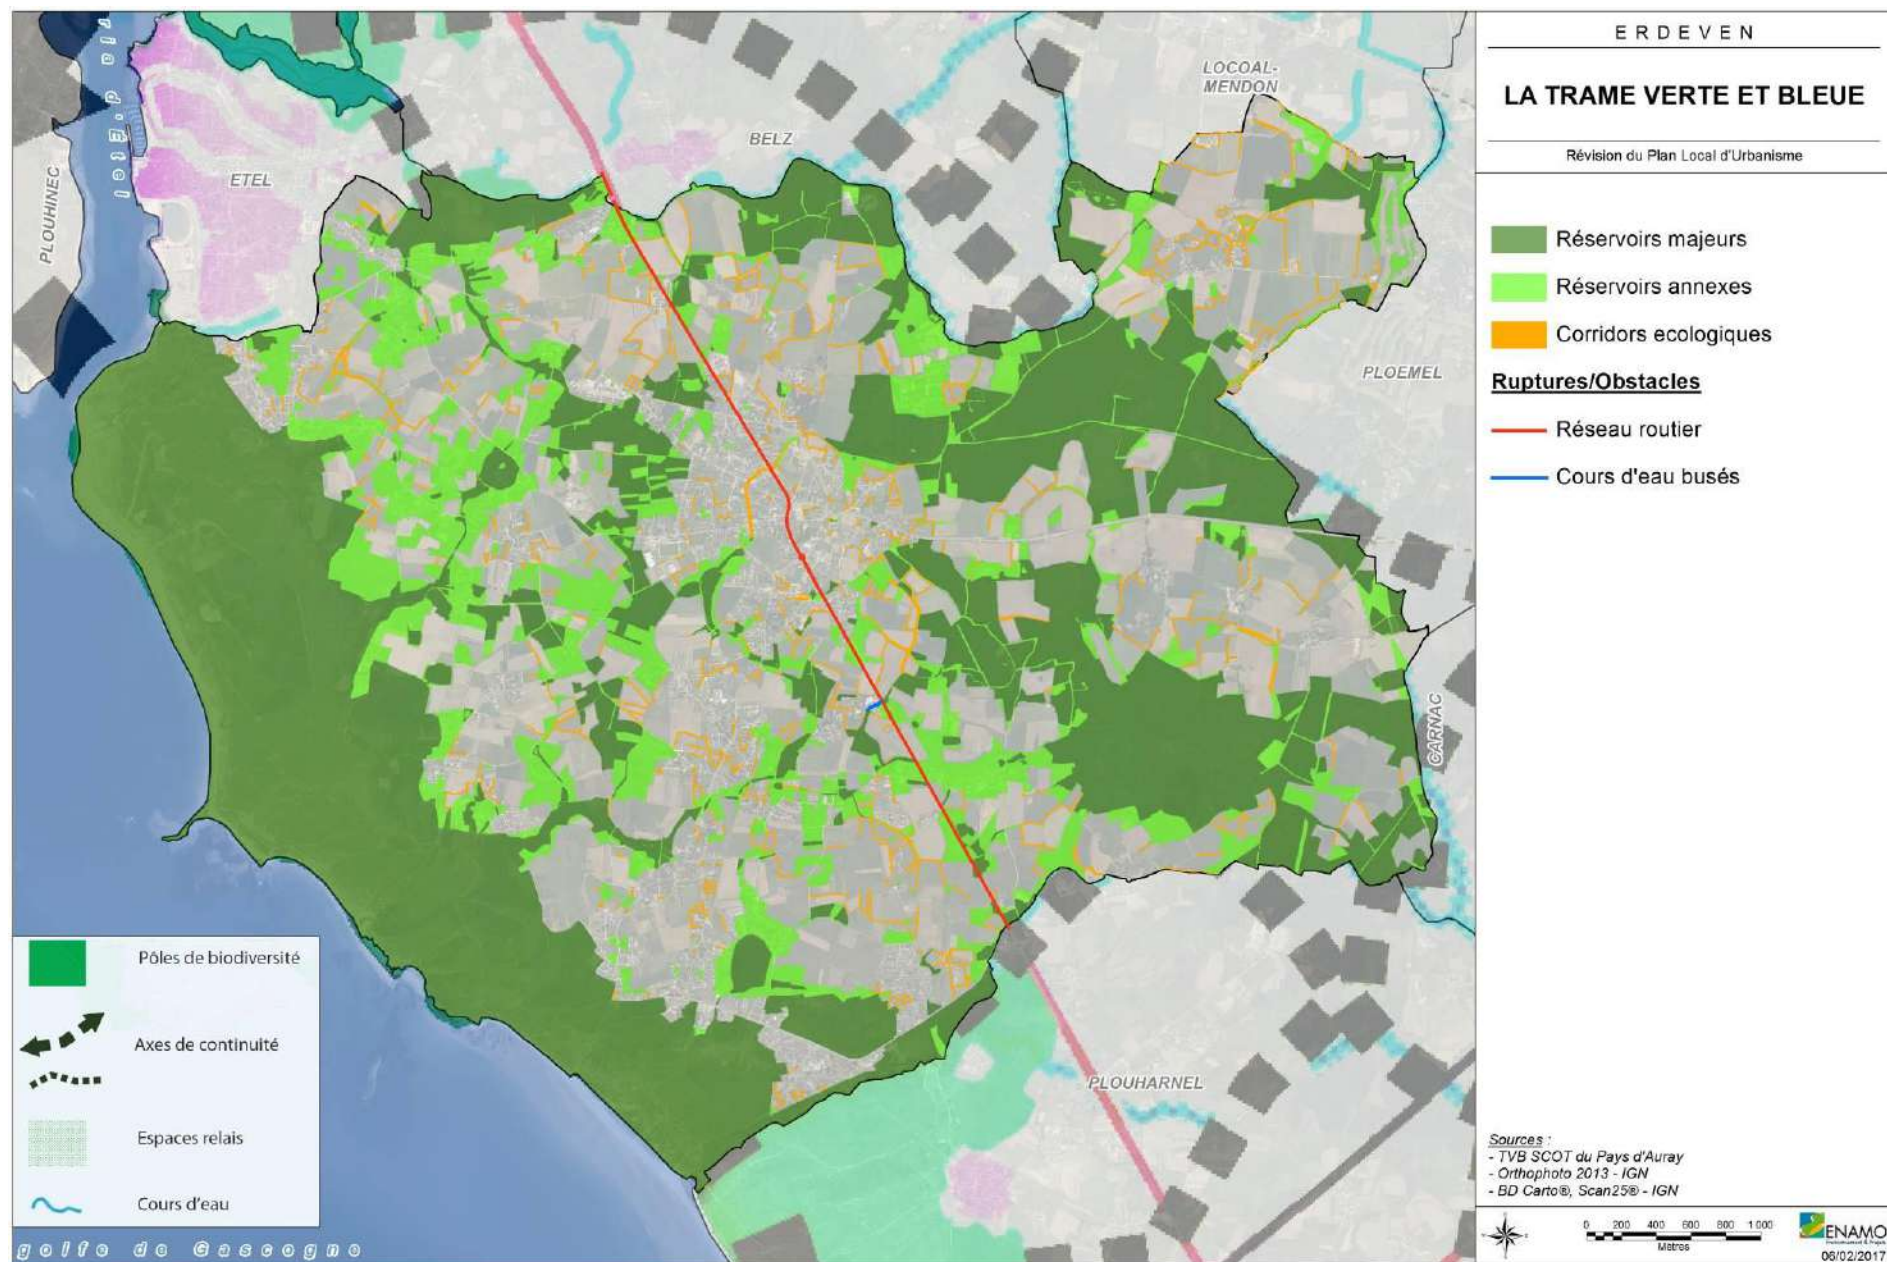 ria d'Étel
PLOUHINEC
ETEL
BELZ
LOCOAL-
MENDON
PLOEMEL
CARNAC
PLOUHARNEL
golfe de Gascogne
Pôles de biodiversité
Axes de continuité
Espaces relais
Cours d'eau
ERDEVEN
LA TRAME VERTE ET BLEUE
Révision du Plan Local d'Urbanisme
Réservoirs majeurs
Réservoirs annexes
Corridors ecologiques
Ruptures/Obstacles
Réseau routier
Cours d'eau busés
Sources :
- TVB SCOT du Pays d'Auray
- Orthophoto 2013 - IGN
- BD Carto®, Scan25® - IGN
0 200 400 600 800 1 000
Mètres
ENAMO
06/02/2017